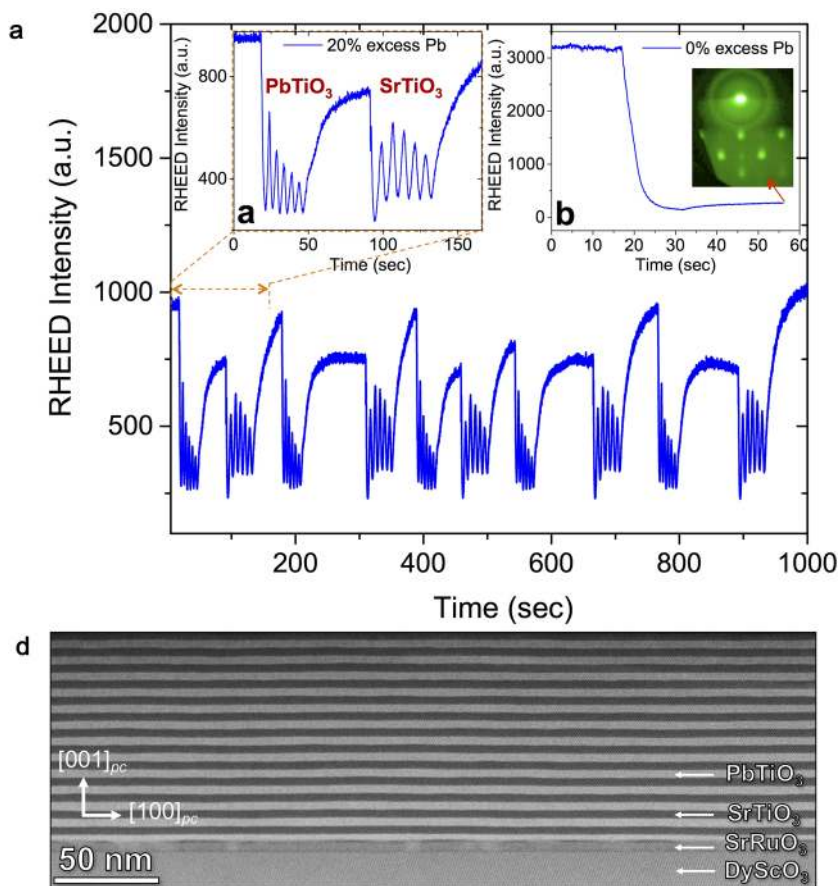 a
2000
1500
1000
500
RHEED Intensity (a.u.)
200
400
600
800
1000
Time (sec)
20% excess Pb
PbTiO₃
SrTiO₃
800
400
RHEED Intensity (a.u.)
a
0
50
100
150
Time (sec)
0% excess Pb
3000
2000
1000
0
RHEED Intensity (a.u.)
b
0
10
20
30
40
50
60
Time (sec)
d
[001]pc
[100]pc
50 nm
PbTiO₃
SrTiO₃
SrRuO₃
DyScO₃